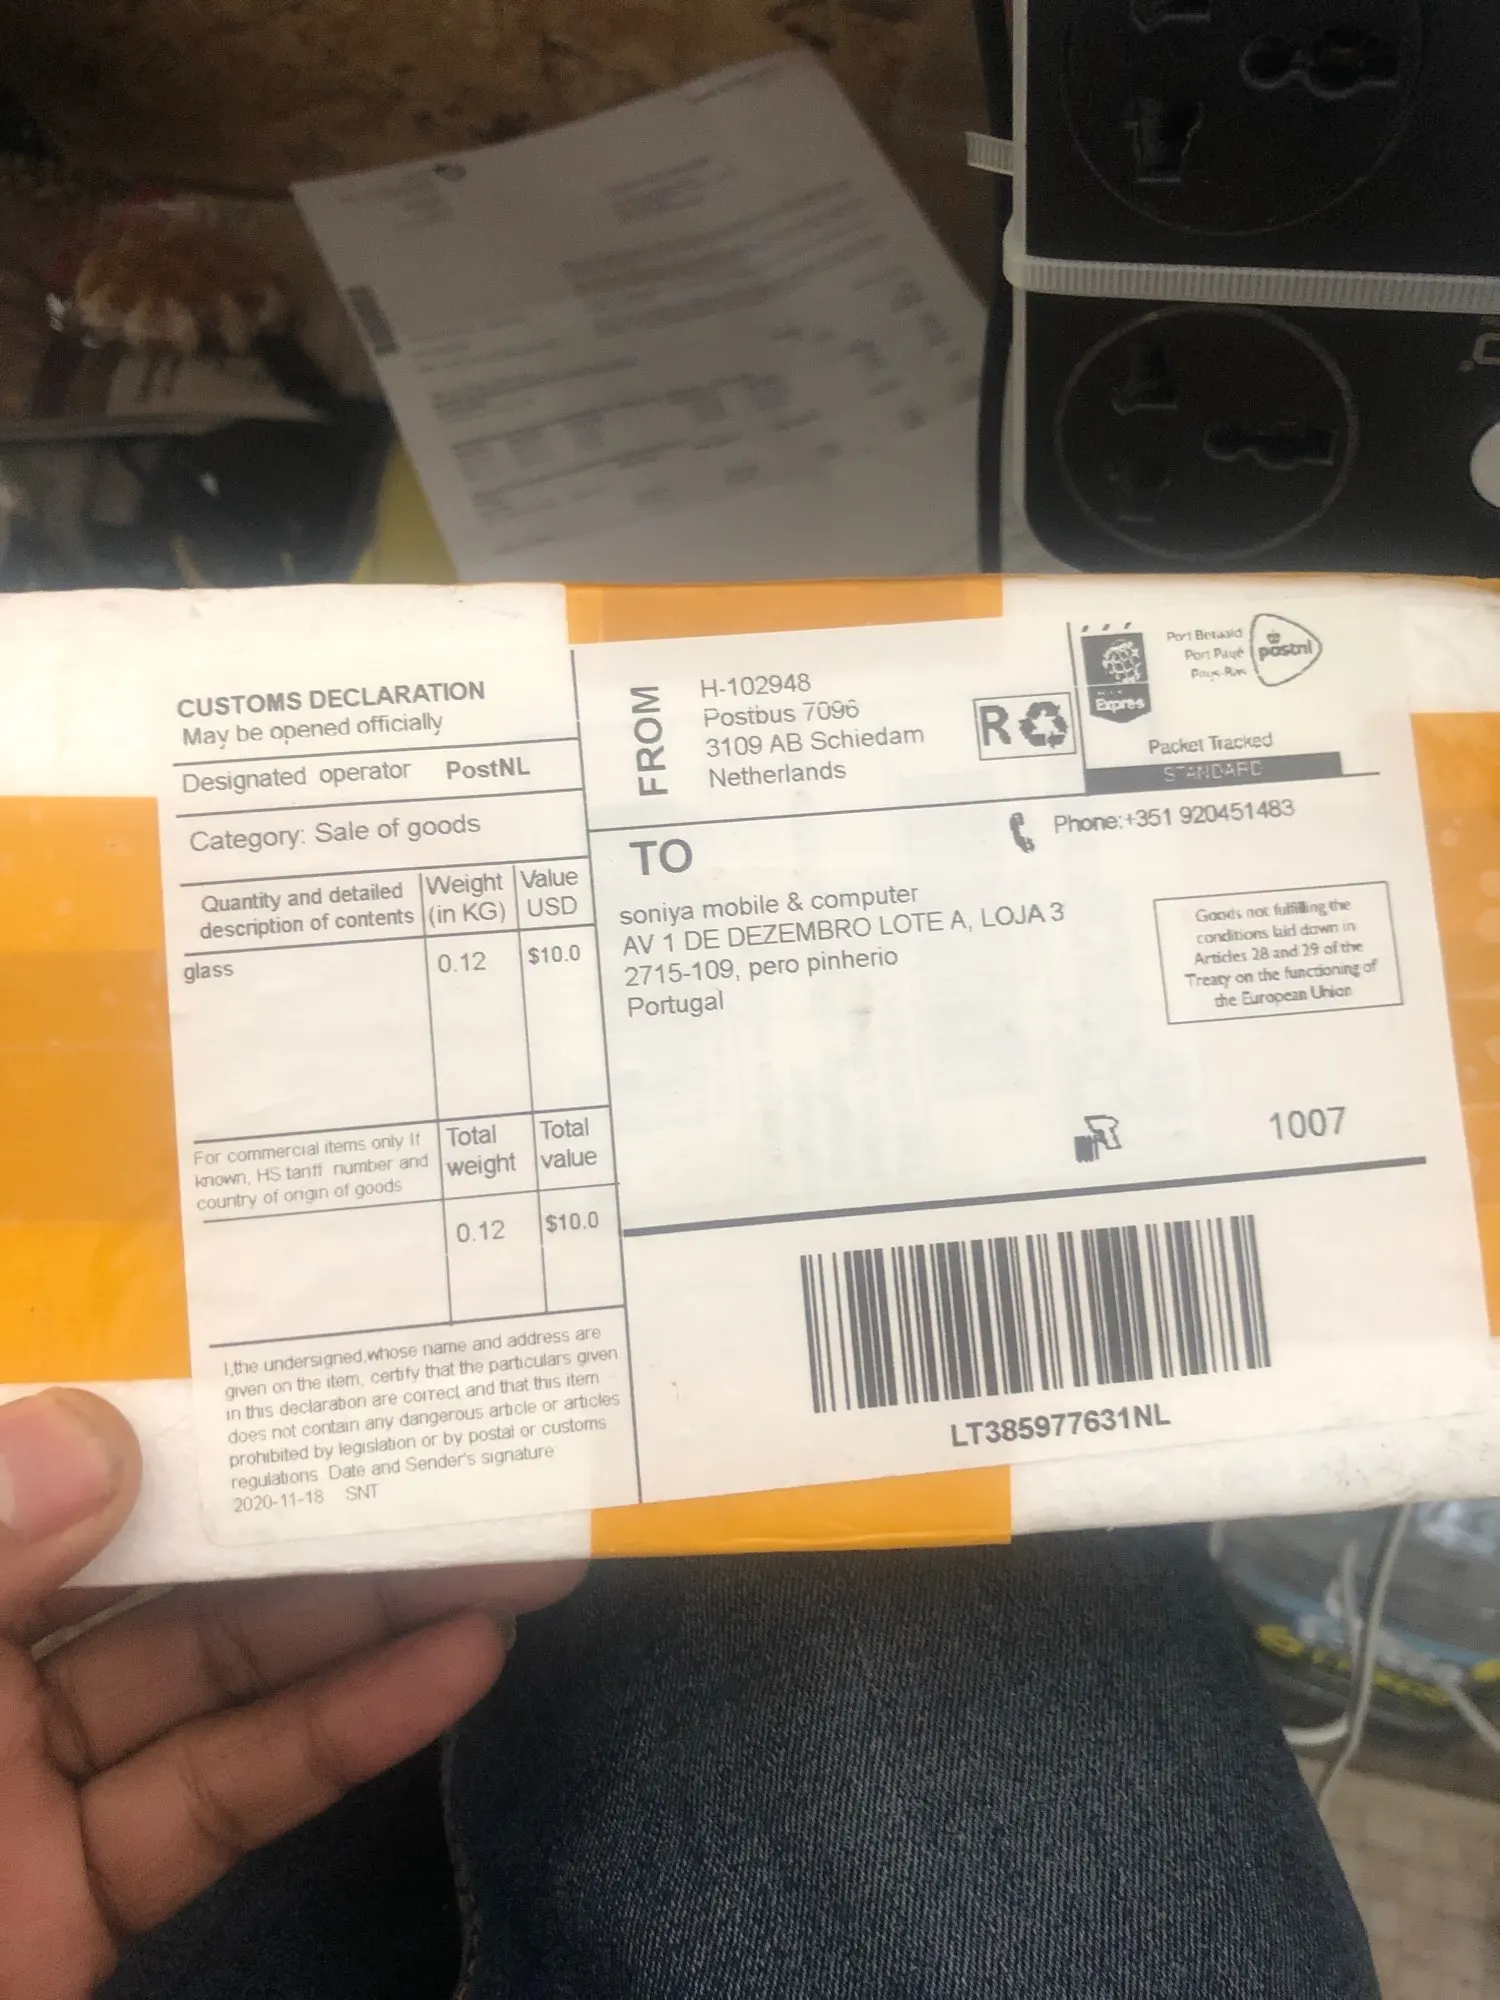 CUSTOMS DECLARATION
May be opened officially
Designated operator PostNL
Category: Sale of goods
Quantity and detailed description of contents
Weight (in KG)
Value USD
glass 0.12 $10.0
For commercial items only If
known, HS tariff number and
country of origin of goods
Total weight
Total value
0.12 $10.0
I,the undersigned,whose name and address are
given on the item, certify that the particulars given
in this declaration are correct and that this item
does not contain any dangerous article or articles
prohibited by legislation or by postal or customs
regulations. Date and Sender's signature
2020-11-18 SNT
FROM
H-102948
Postbus 7096
3109 AB Schiedam
Netherlands
R
Expres
Port Betaald
Port Payé
Pays-Bas
postnl
Packet Tracked
STANDARD
TO
Phone:+351 920451483
soniya mobile & computer
AV 1 DE DEZEMBRO LOTE A, LOJA 3
2715-109, pero pinherio
Portugal
Goods not fulfilling the
conditions laid down in
Articles 28 and 29 of the
Treaty on the functioning of
the European Union
1007
LT385977631NL